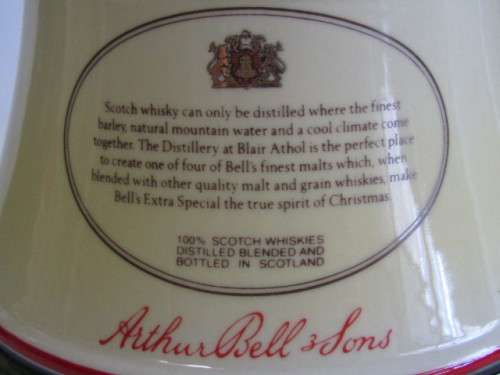 Scotch whisky can only be distilled where the finest
barley, natural mountain water and a cool climate come
together. The Distillery at Blair Athol is the perfect place
to create one of four of Bell's finest malts which, when
blended with other quality malt and grain whiskies, make
Bell's Extra Special the true spirit of Christmas
100% SCOTCH WHISKIES
DISTILLED BLENDED AND
BOTTLED IN SCOTLAND
Arthur Bell & Sons